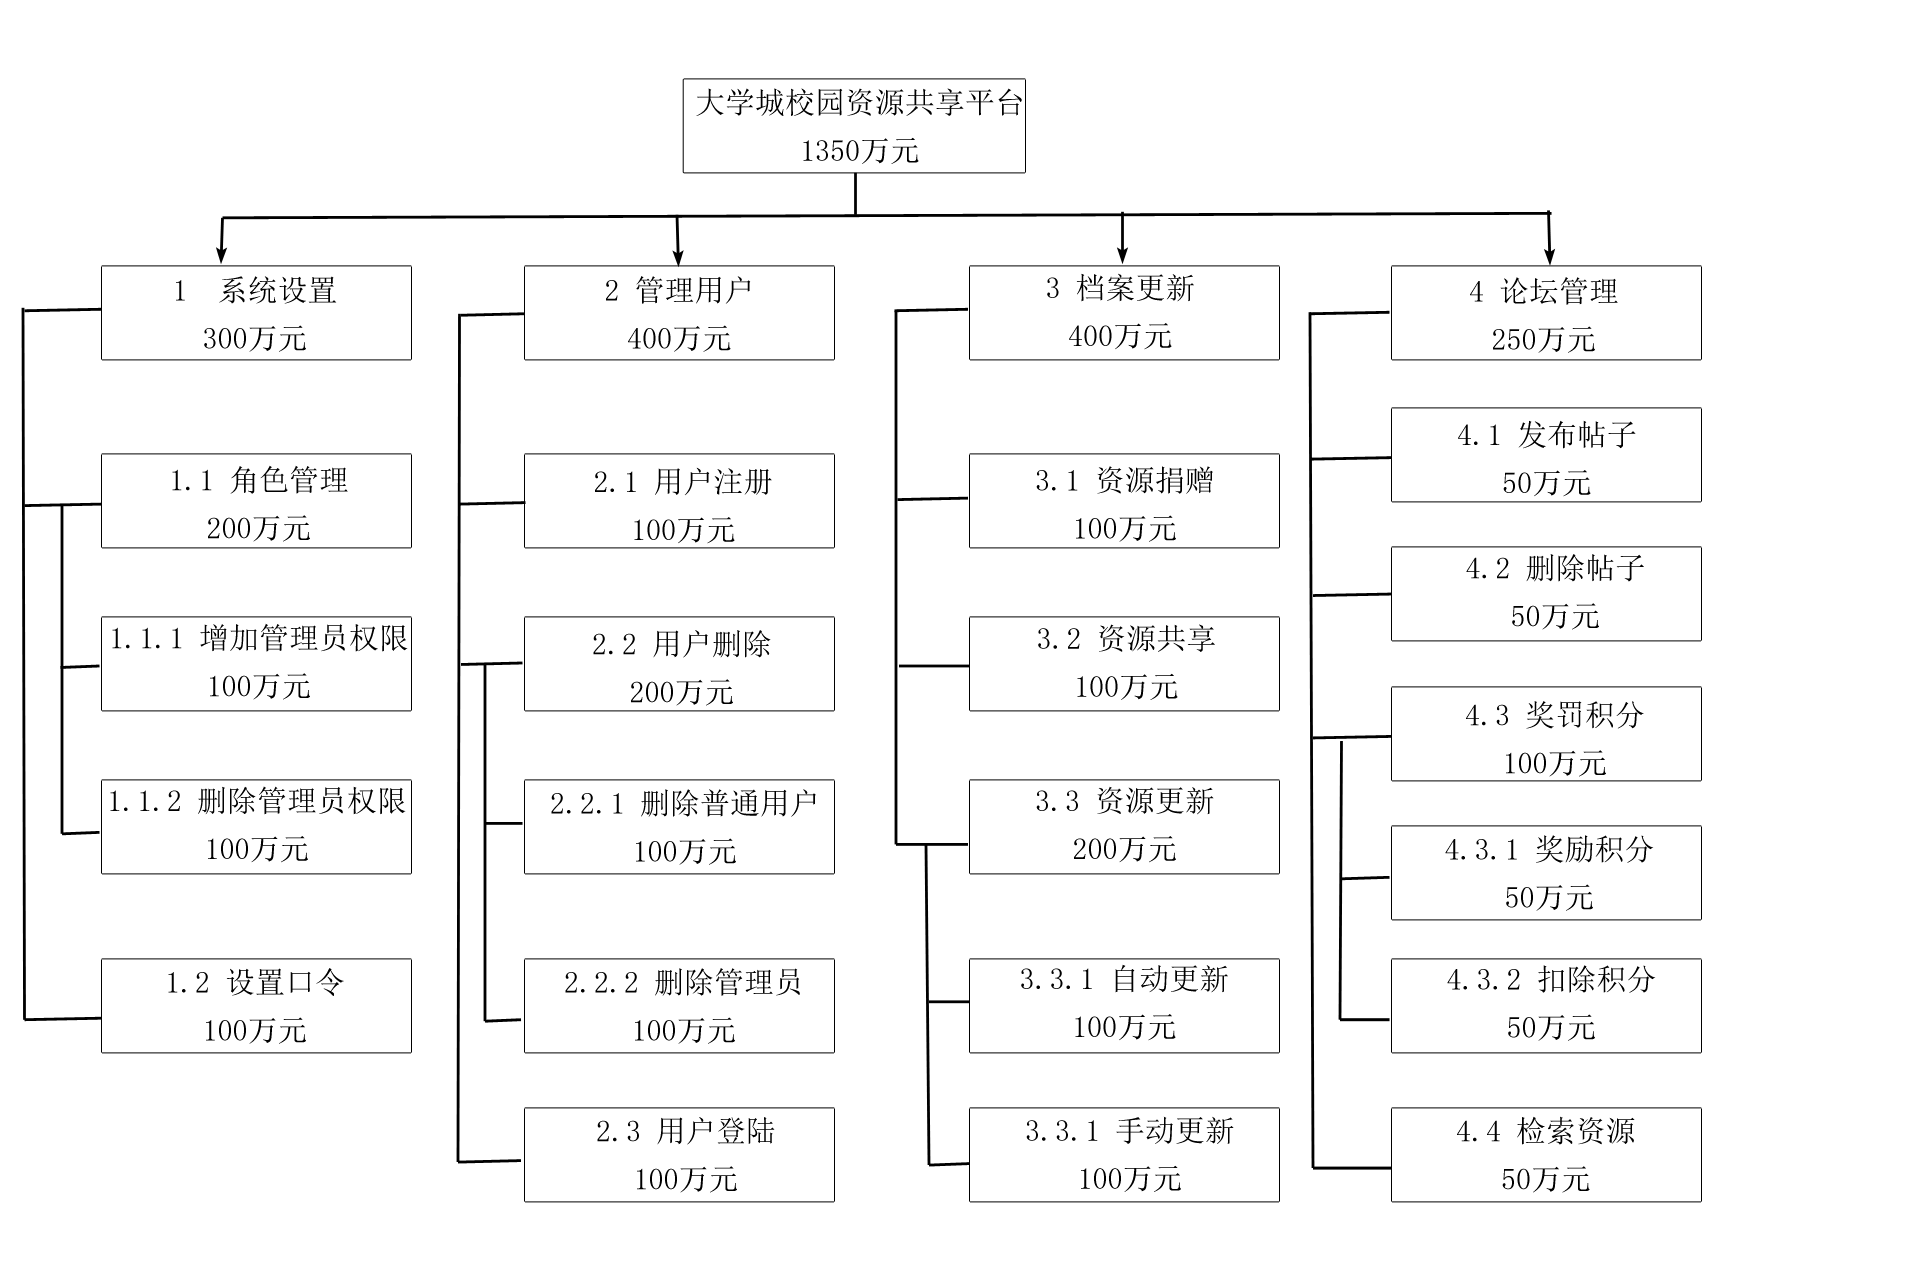 大学城校园资源共享平台
1350万元
1 系统设置
300万元
1.1 角色管理
200万元
1.1.1 增加管理员权限
100万元
1.1.2 删除管理员权限
100万元
1.2 设置口令
100万元
2 管理用户
400万元
2.1 用户注册
100万元
2.2 用户删除
200万元
2.2.1 删除普通用户
100万元
2.2.2 删除管理员
100万元
2.3 用户登陆
100万元
3 档案更新
400万元
3.1 资源捐赠
100万元
3.2 资源共享
100万元
3.3 资源更新
200万元
3.3.1 自动更新
100万元
3.3.1 手动更新
100万元
4 论坛管理
250万元
4.1 发布帖子
50万元
4.2 删除帖子
50万元
4.3 奖罚积分
100万元
4.3.1 奖励积分
50万元
4.3.2 扣除积分
50万元
4.4 检索资源
50万元